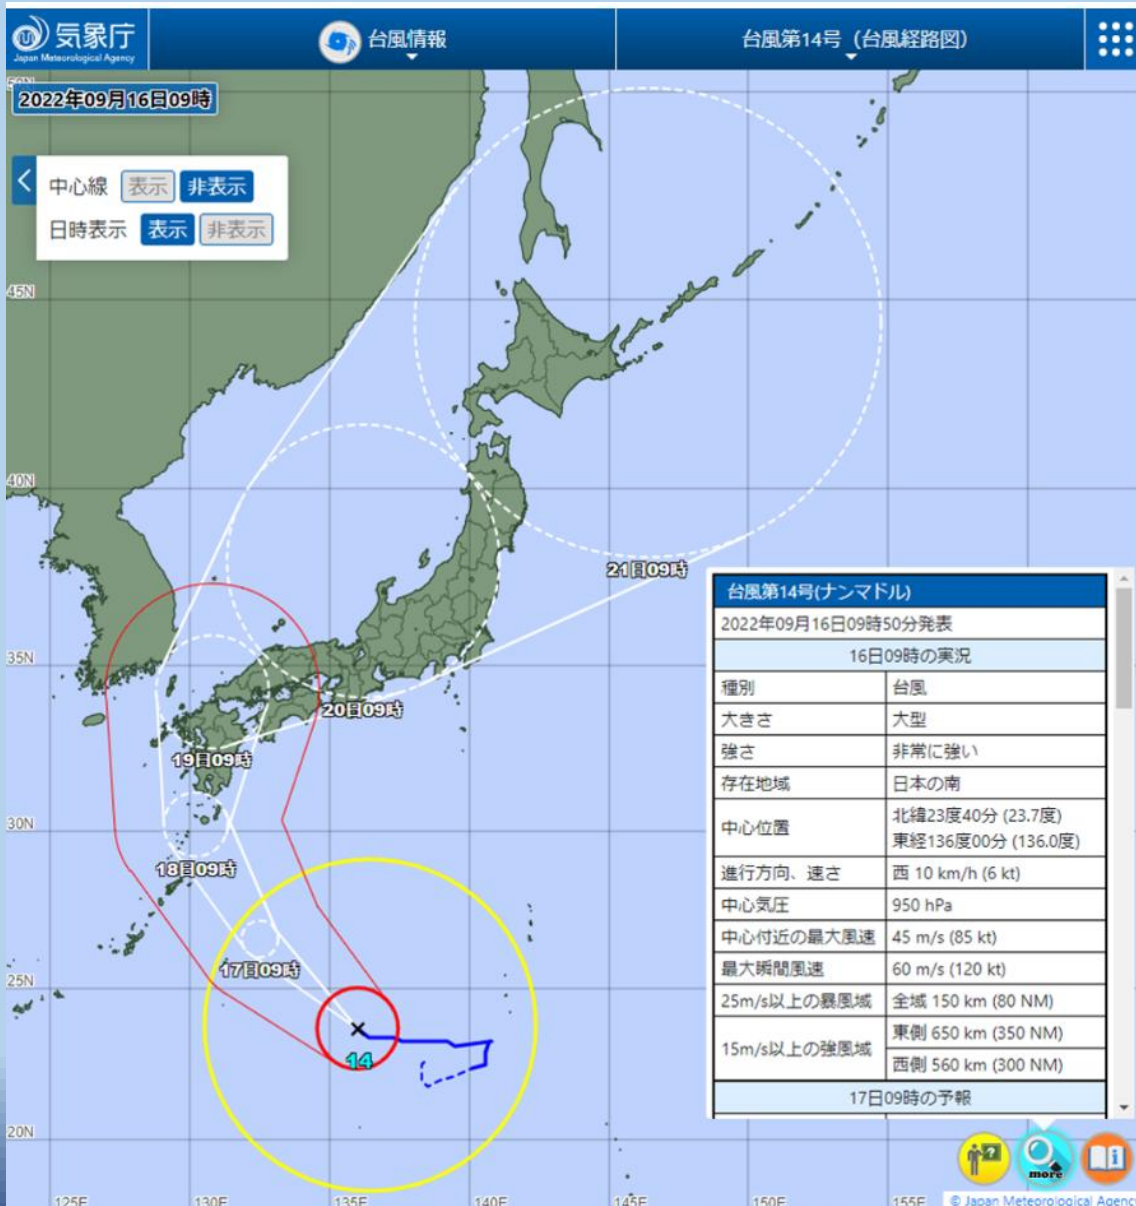 気象庁
Japan Meteorological Agency
台風情報
台風第14号（台風経路図）
50N
2022年09月16日09時
中心線 表示 非表示
日時表示 表示 非表示
45N
40N
21日09時
35N
20日09時
19日09時
30N
18日09時
17日09時
25N
14
20N
125E 130E 135E 140E 145E 150E 155E
台風第14号(ナンマドル)
2022年09月16日09時50分発表
16日09時の実況
種別 台風
大きさ 大型
強さ 非常に強い
存在地域 日本の南
中心位置 北緯23度40分 (23.7度)
東経136度00分 (136.0度)
進行方向、速さ 西 10 km/h (6 kt)
中心気圧 950 hPa
中心付近の最大風速 45 m/s (85 kt)
最大瞬間風速 60 m/s (120 kt)
25m/s以上の暴風域 全域 150 km (80 NM)
15m/s以上の強風域 東側 650 km (350 NM)
西側 560 km (300 NM)
17日09時の予報
more
© Japan Meteorological Agency